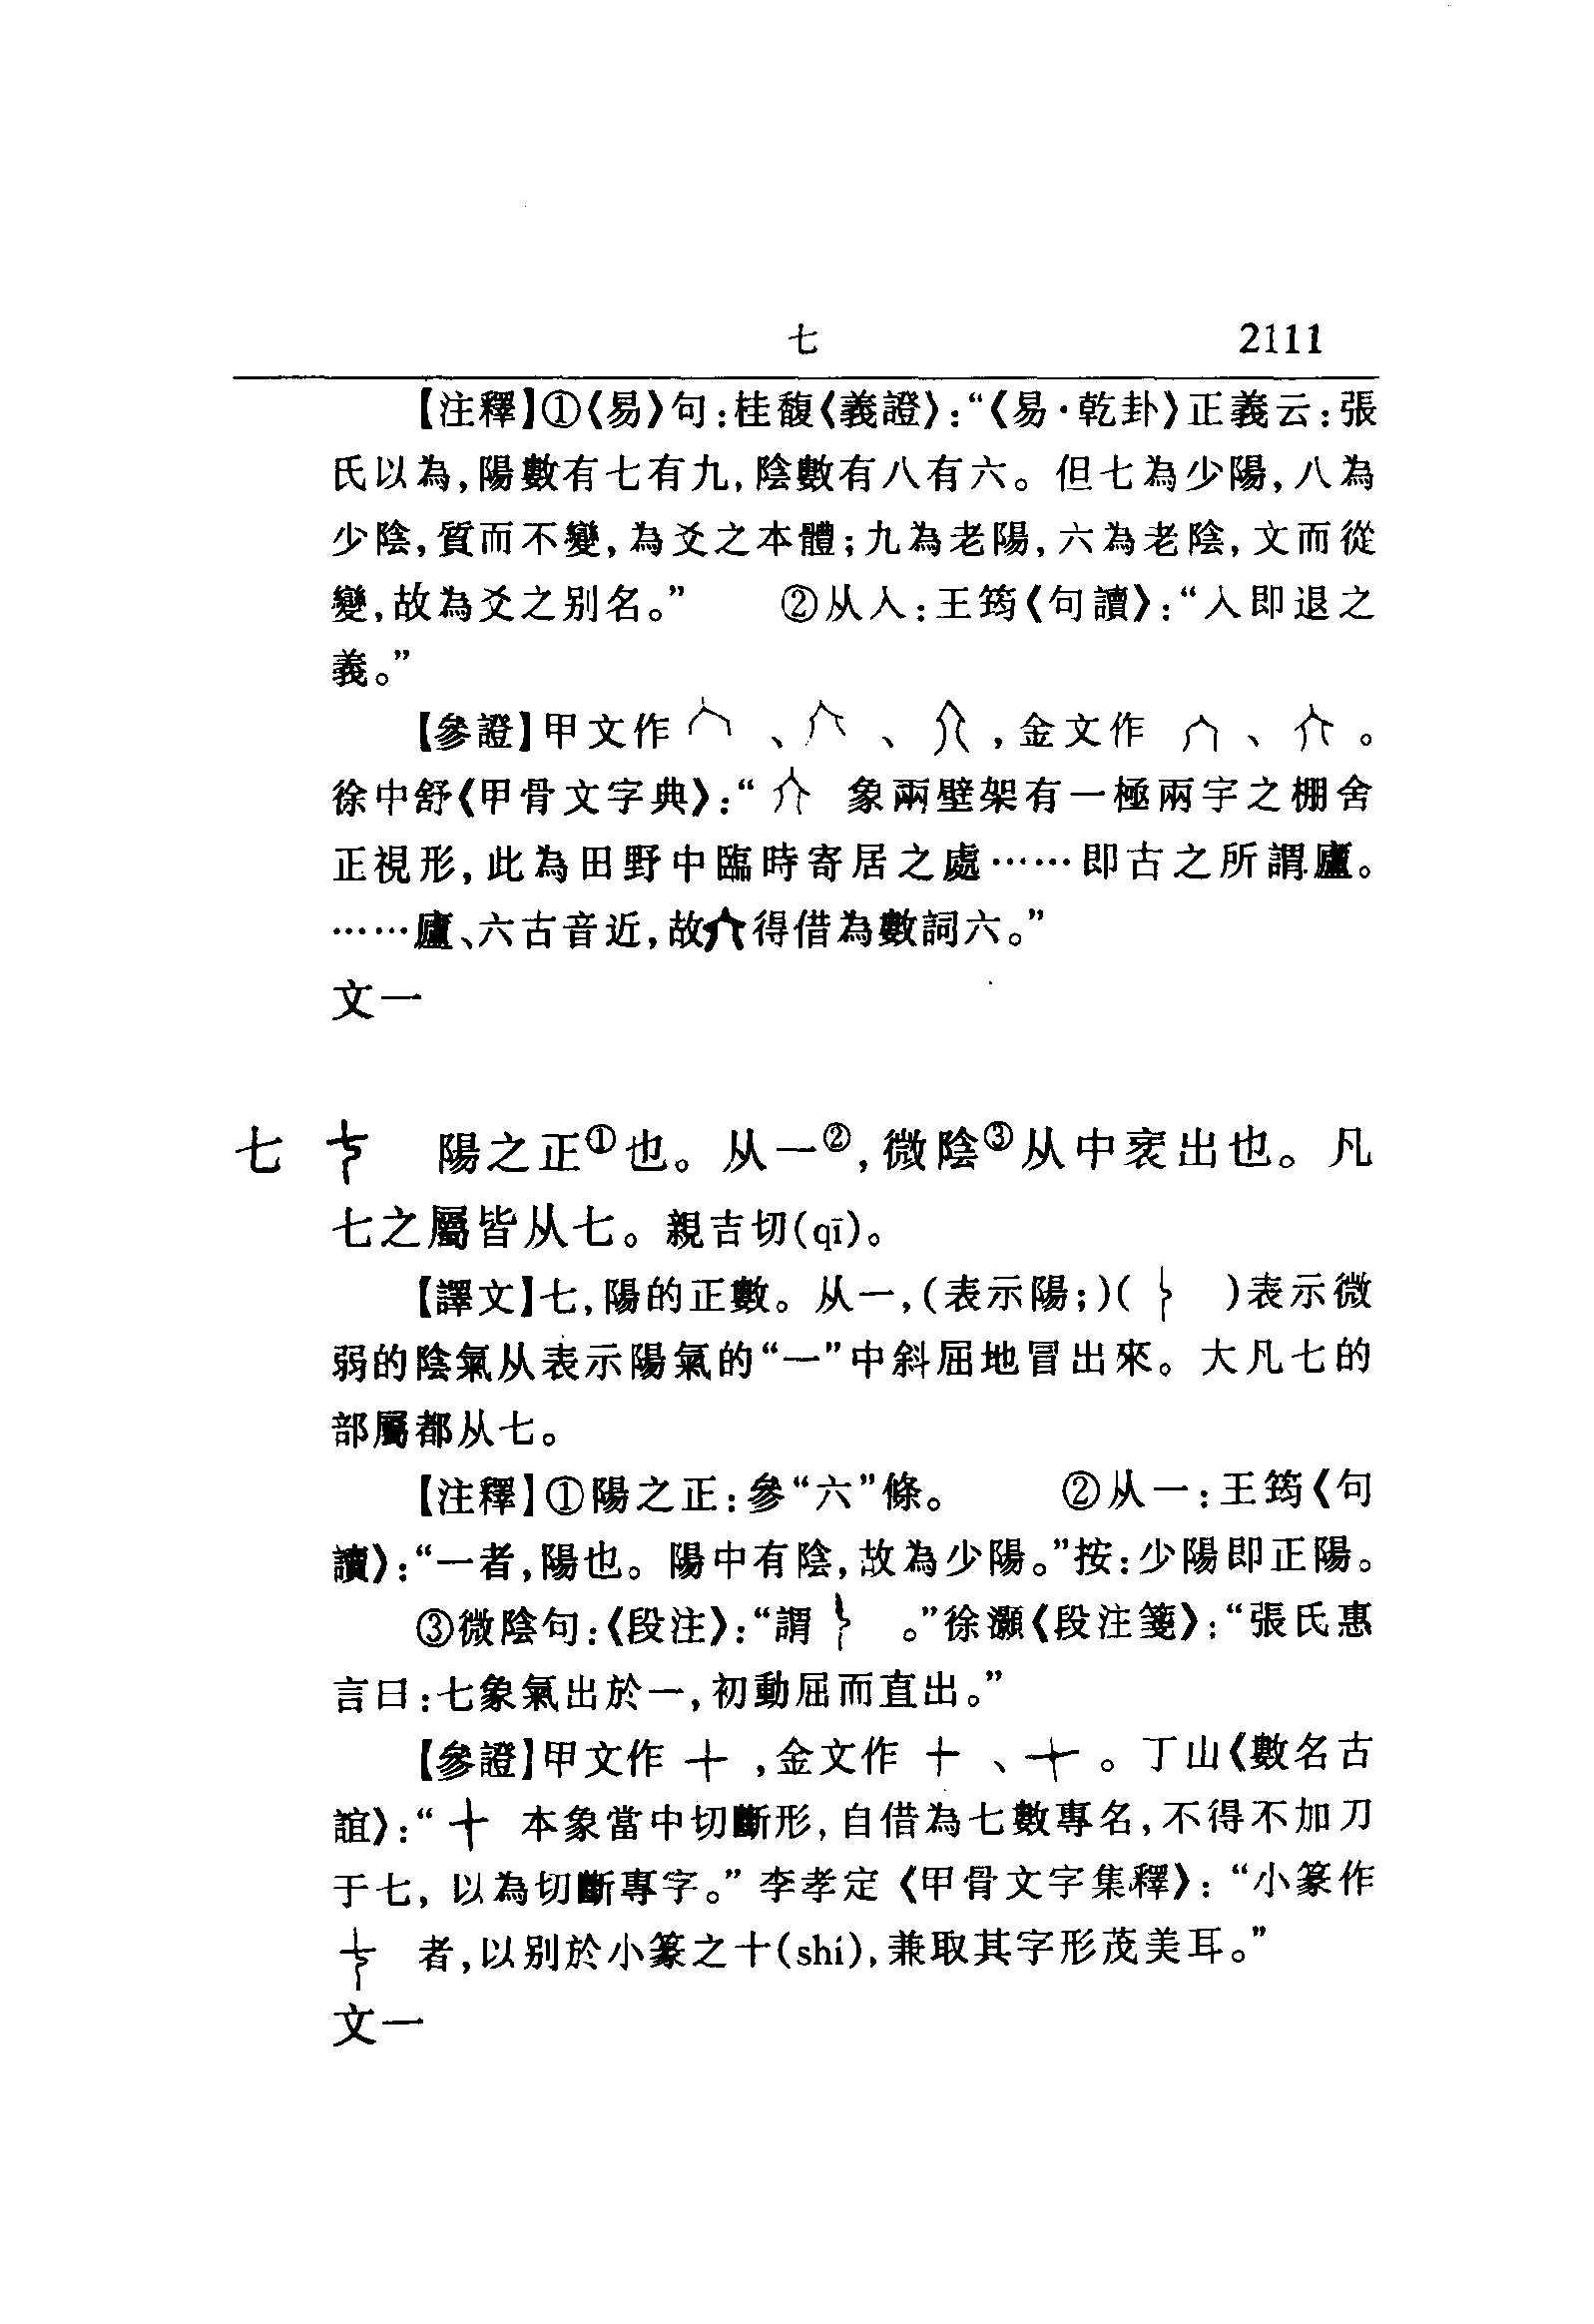 七 2111
【注釋】①〈易〉句:桂馥〈義證〉:“〈易·乾卦〉正義云:張
氏以為,陽數有七有九,陰數有八有六。但七為少陽,八為
少陰,質而不變,為爻之本體;九為老陽,六為老陰,文而從
變,故為爻之别名。” ②从入:王筠〈句讀〉:“入即退之
義。”
【參證】甲文作 、 、 ,金文作 、 。
徐中舒〈甲骨文字典〉:“ 象兩壁架有一極兩宇之棚舍
正視形,此為田野中臨時寄居之處……即古之所謂廬。
……廬、六古音近,故 得借為數詞六。”
文一
七 陽之正①也。从一②,微陰③从中衺出也。凡
七之屬皆从七。親吉切(qī)。
【譯文】七,陽的正數。从一,(表示陽;)( )表示微
弱的陰氣从表示陽氣的“一”中斜屈地冒出來。大凡七的
部屬都从七。
【注釋】①陽之正:參“六”條。 ②从一:王筠〈句
讀〉:“一者,陽也。陽中有陰,故為少陽。”按:少陽即正陽。
③微陰句:〈段注〉:“謂 。”徐灝〈段注箋〉:“張氏惠
言曰:七象氣出於一,初動屈而直出。”
【參證】甲文作 十 ,金文作 十 、十 。丁山〈數名古
誼〉:“ 十 本象當中切斷形,自借為七數專名,不得不加刀
于七,以為切斷專字。”李孝定〈甲骨文字集釋〉:“小篆作
者,以别於小篆之十(shí),兼取其字形茂美耳。”
文一